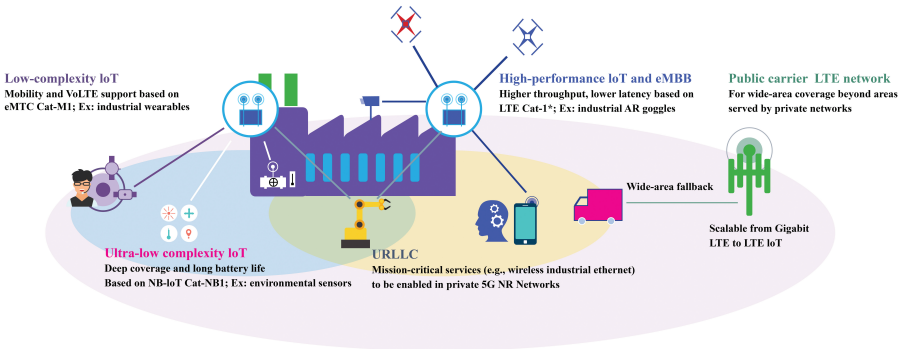 Low-complexity IoT
Mobility and VoLTE support based on
eMTC Cat-M1; Ex: industrial wearables
High-performance IoT and eMBB
Higher throughput, lower latency based on
LTE Cat-1*; Ex: industrial AR goggles
Public carrier LTE network
For wide-area coverage beyond areas
served by private networks
Wide-area fallback
Scalable from Gigabit
LTE to LTE IoT
Ultra-low complexity IoT
Deep coverage and long battery life
Based on NB-IoT Cat-NB1; Ex: environmental sensors
URLLC
Mission-critical services (e.g., wireless industrial ethernet)
to be enabled in private 5G NR Networks